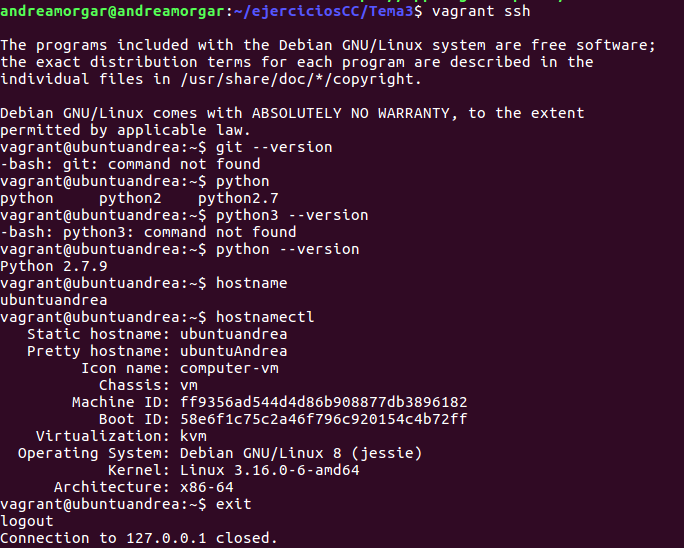 andreamorgar@andreamorgar:~/ejerciciosCC/Tema3$ vagrant ssh
The programs included with the Debian GNU/Linux system are free software;
the exact distribution terms for each program are described in the
individual files in /usr/share/doc/*/copyright.
Debian GNU/Linux comes with ABSOLUTELY NO WARRANTY, to the extent
permitted by applicable law.
vagrant@ubuntuandrea:~$ git --version
-bash: git: command not found
vagrant@ubuntuandrea:~$ python
python     python2    python2.7
vagrant@ubuntuandrea:~$ python3 --version
-bash: python3: command not found
vagrant@ubuntuandrea:~$ python --version
Python 2.7.9
vagrant@ubuntuandrea:~$ hostname
ubuntuandrea
vagrant@ubuntuandrea:~$ hostnamectl
   Static hostname: ubuntuandrea
   Pretty hostname: ubuntuAndrea
         Icon name: computer-vm
           Chassis: vm
        Machine ID: ff9356ad544d4d86b908877db3896182
           Boot ID: 58e6f1c75c2a46f796c920154c4b72ff
    Virtualization: kvm
  Operating System: Debian GNU/Linux 8 (jessie)
            Kernel: Linux 3.16.0-6-amd64
      Architecture: x86-64
vagrant@ubuntuandrea:~$ exit
logout
Connection to 127.0.0.1 closed.